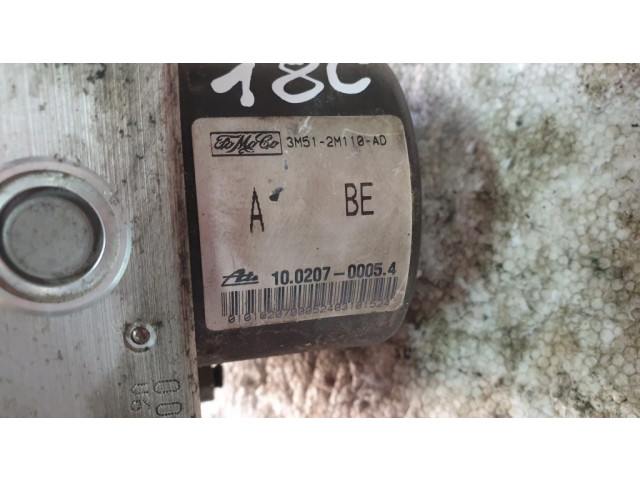 18C
FoMoCo 3M51-2M110-AD
A BE
Ate 10.0207-0005.4